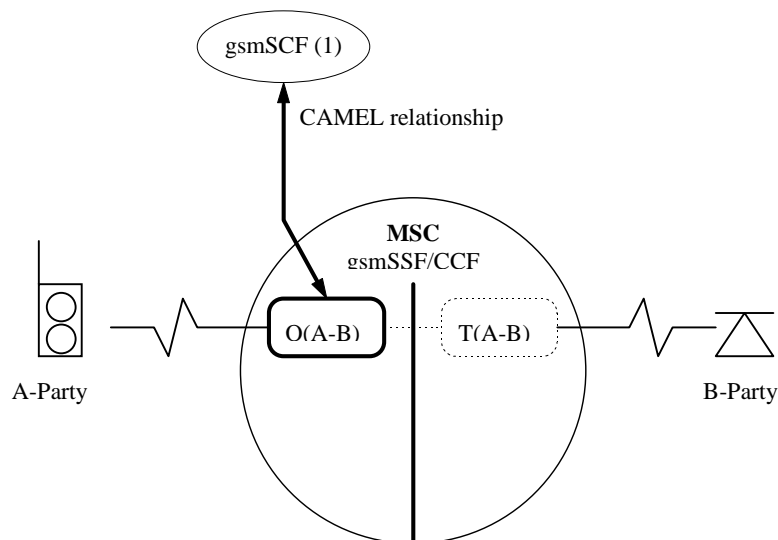 gsmSCF (1)
CAMEL relationship
MSC
gsmSSF/CCF
O(A-B)
T(A-B)
A-Party
B-Party